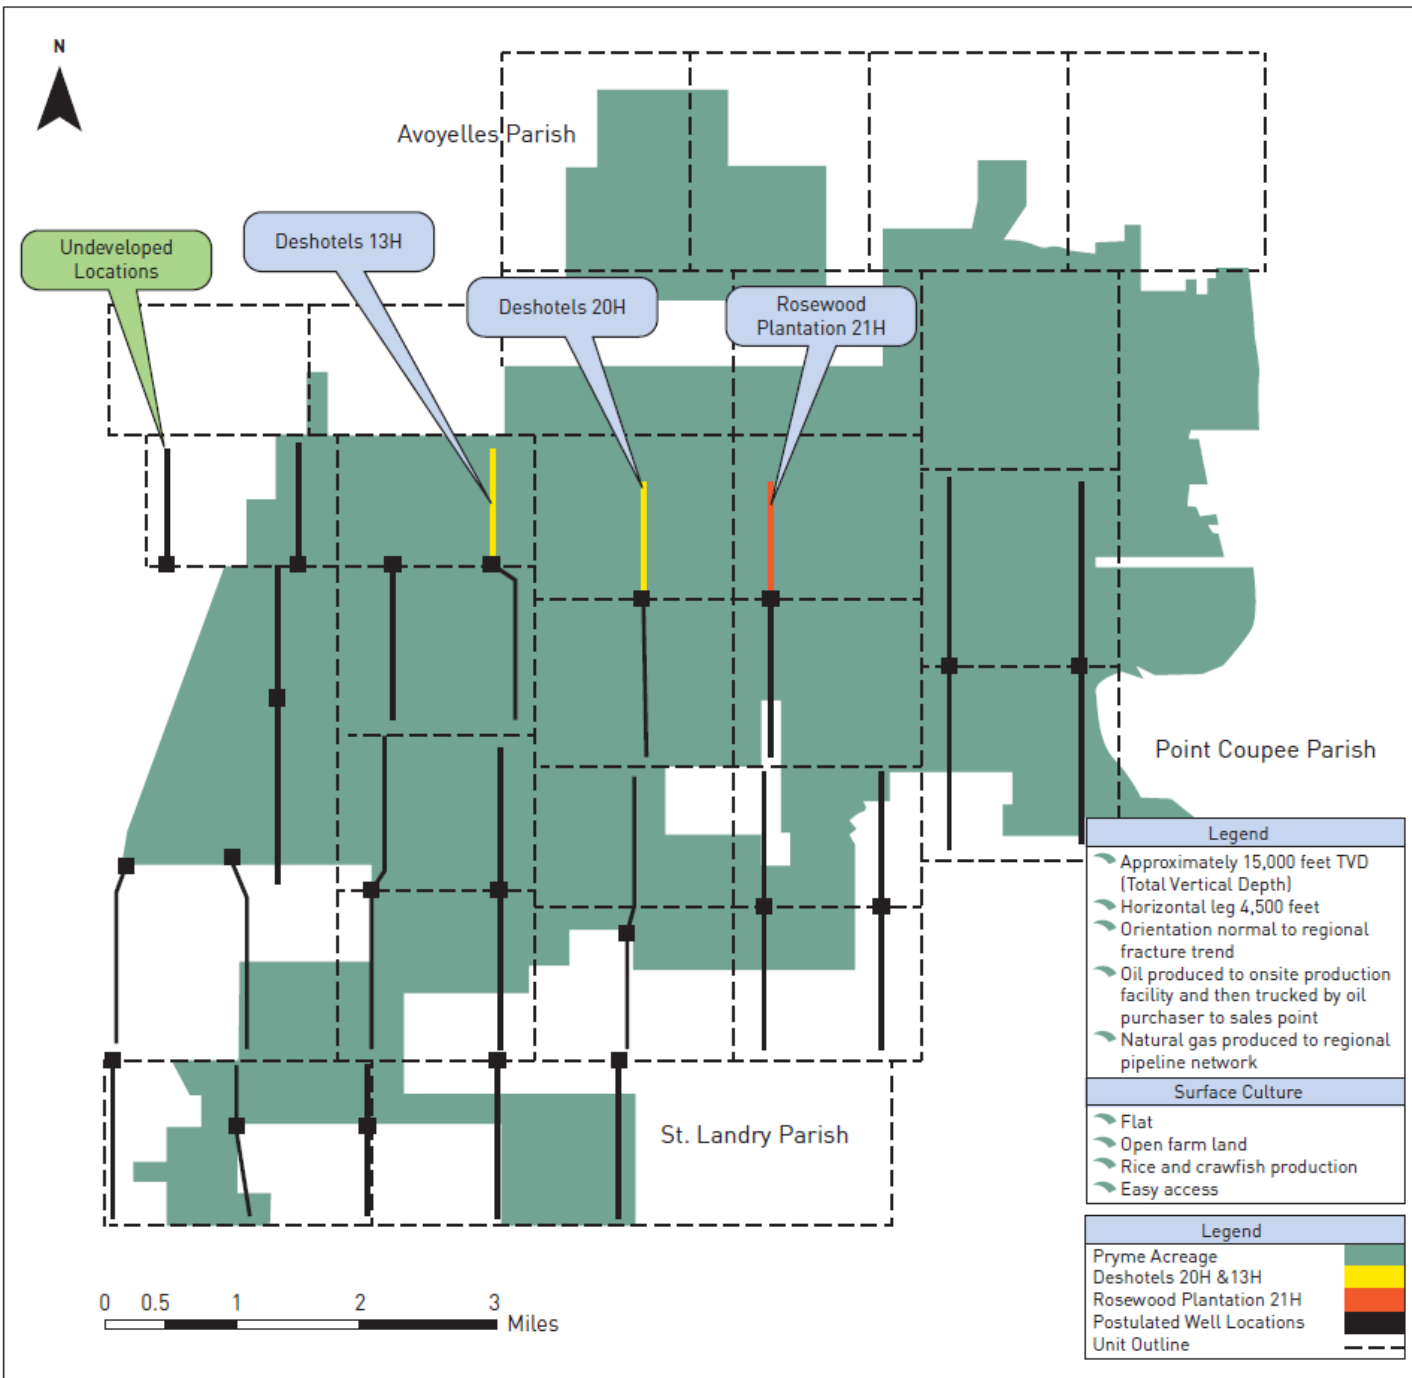 N
Avoyelles Parish
Undeveloped
Locations
Deshotels 13H
Deshotels 20H
Rosewood
Plantation 21H
Point Coupee Parish
St. Landry Parish
Legend
Approximately 15,000 feet TVD
(Total Vertical Depth)
Horizontal leg 4,500 feet
Orientation normal to regional
fracture trend
Oil produced to onsite production
facility and then trucked by oil
purchaser to sales point
Natural gas produced to regional
pipeline network
Surface Culture
Flat
Open farm land
Rice and crawfish production
Easy access
Legend
Pryme Acreage
Deshotels 20H &13H
Rosewood Plantation 21H
Postulated Well Locations
Unit Outline
0 0.5 1 2 3
Miles